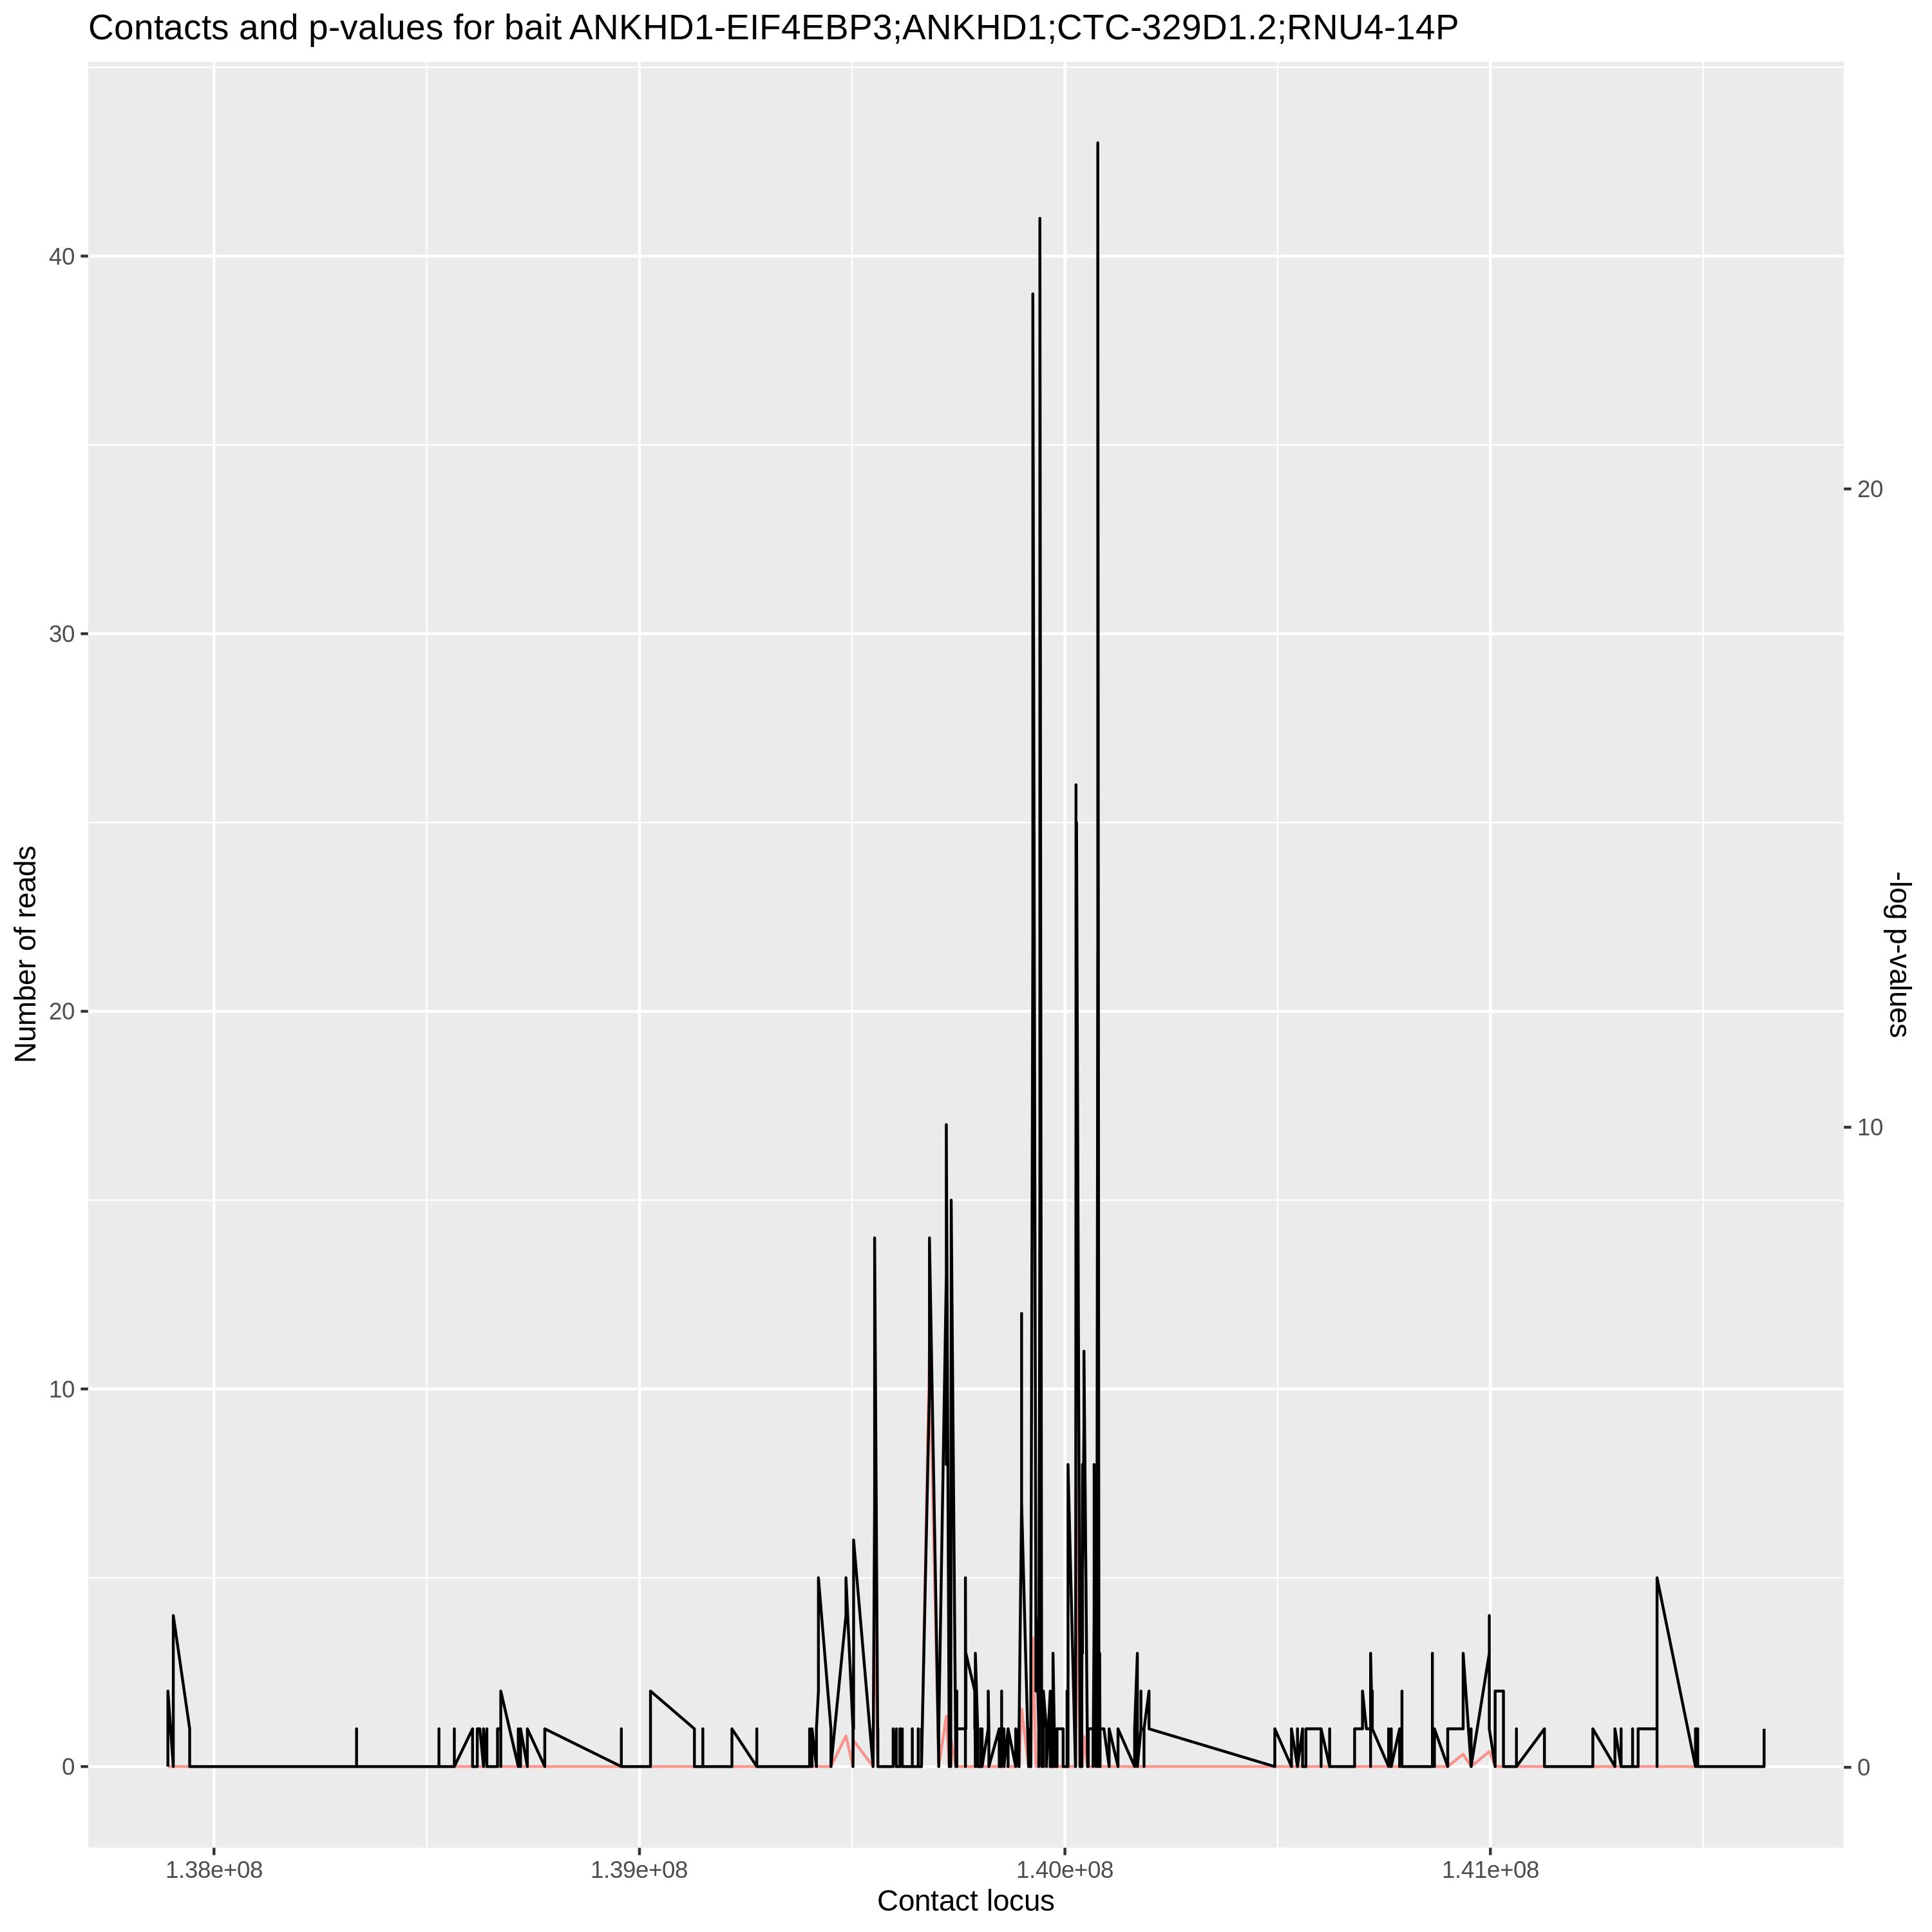 Contacts and p-values for bait ANKHD1-EIF4EBP3;ANKHD1;CTC-329D1.2;RNU4-14P
40
30
20
10
0
Number of reads
20
10
0
-log p-values
1.38e+08
1.39e+08
1.40e+08
1.41e+08
Contact locus